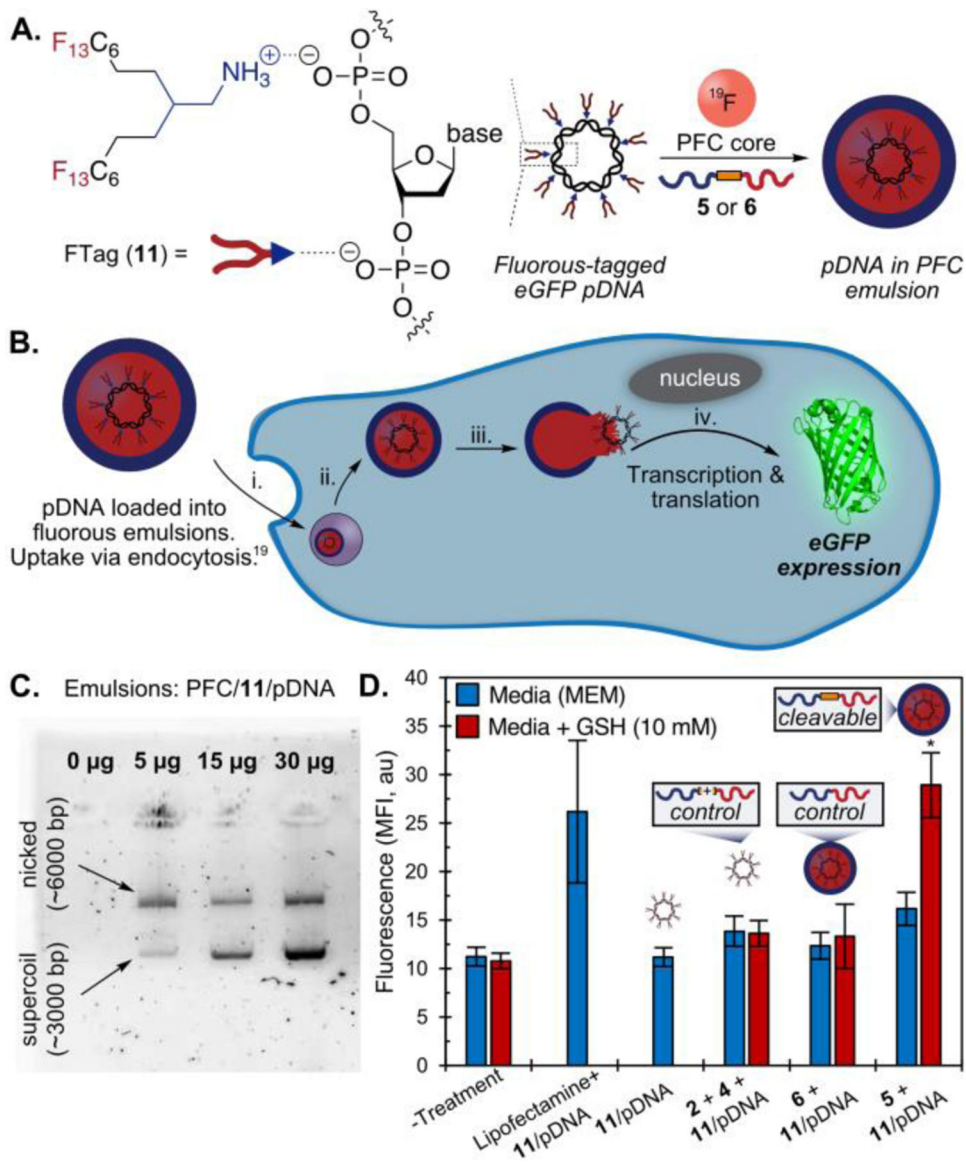 A.
F13C6
F13C6
NH3
+
−
−
O
P
O
O
O
O
base
O
O
P
O
O
FTag (11) =
Fluorous-tagged
eGFP pDNA
19F
PFC core
5 or 6
pDNA in PFC
emulsion
B.
pDNA loaded into
fluorous emulsions.
Uptake via endocytosis.19
i.
ii.
iii.
iv.
nucleus
Transcription &
translation
eGFP
expression
C.
Emulsions: PFC/11/pDNA
0 µg 5 µg 15 µg 30 µg
nicked
(~6000 bp)
supercoil
(~3000 bp)
D.
Fluorescence (MFI, au)
40
35
30
25
20
15
10
5
0
Media (MEM)
Media + GSH (10 mM)
+
control
control
cleavable
*
-Treatment
Lipofectamine+
11/pDNA
11/pDNA
2 + 4 +
11/pDNA
6 +
11/pDNA
5 +
11/pDNA